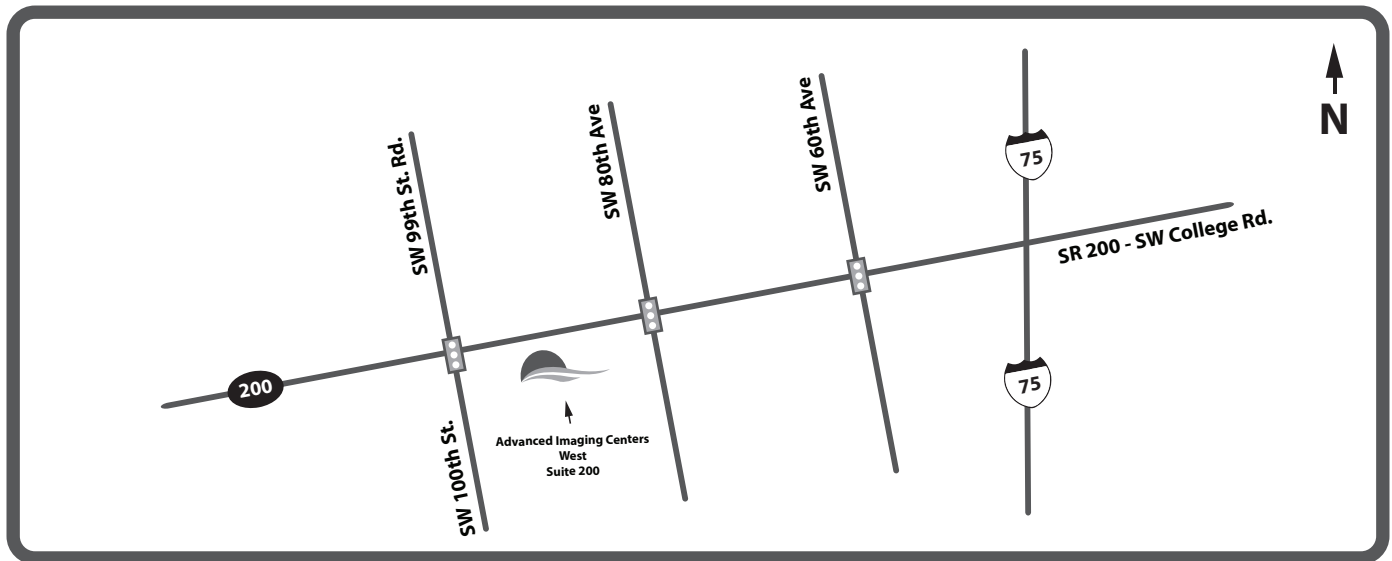 SW 99th St. Rd.
SW 80th Ave
SW 60th Ave
75
N
SR 200 - SW College Rd.
200
75
SW 100th St.
Advanced Imaging Centers
West
Suite 200